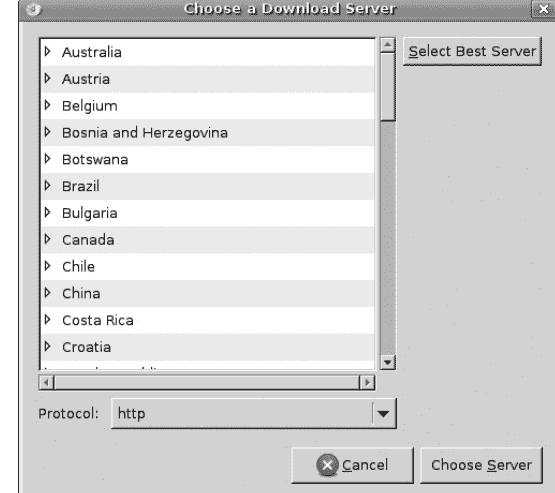 Choose a Download Server
Australia
Select Best Server
Austria
Belgium
Bosnia and Herzegovina
Botswana
Brazil
Bulgaria
Canada
Chile
China
Costa Rica
Croatia
Protocol: http
Cancel
Choose Server